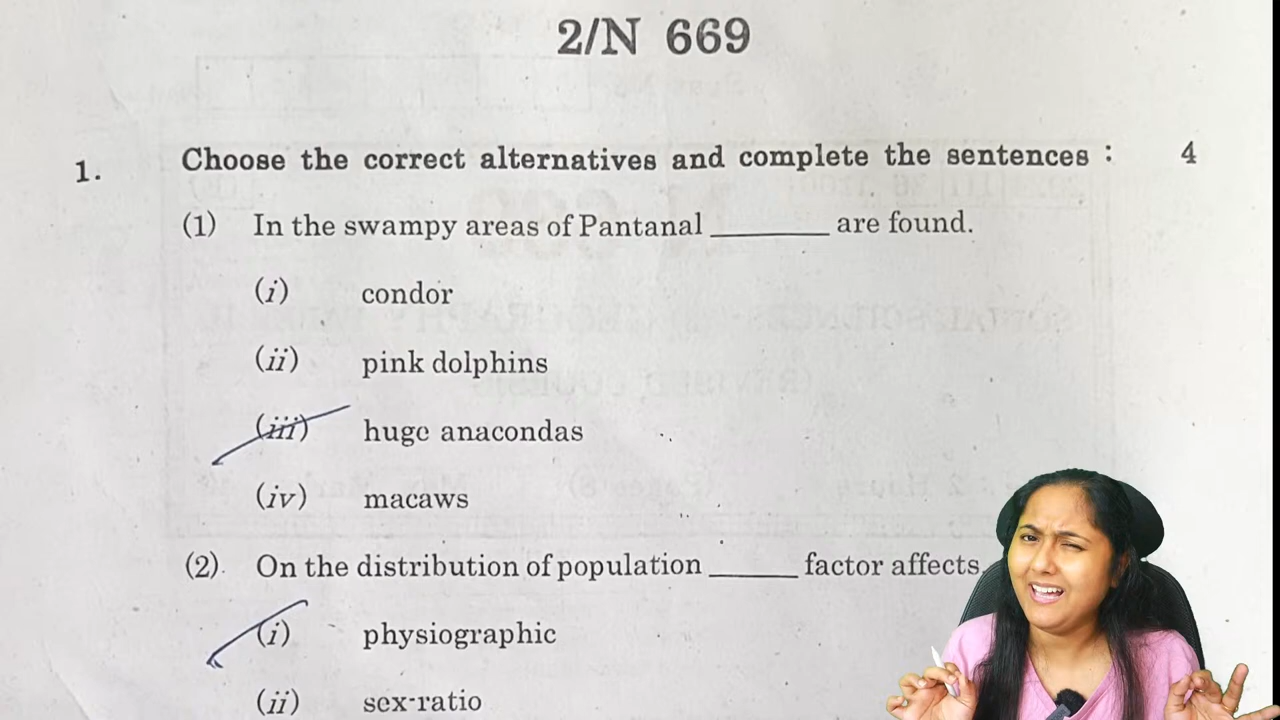 2/N 669
1. Choose the correct alternatives and complete the sentences : 4
(1) In the swampy areas of Pantanal ________ are found.
(i) condor
(ii) pink dolphins
(iii) huge anacondas
(iv) macaws
(2). On the distribution of population ______ factor affects
(i) physiographic
(ii) sex-ratio